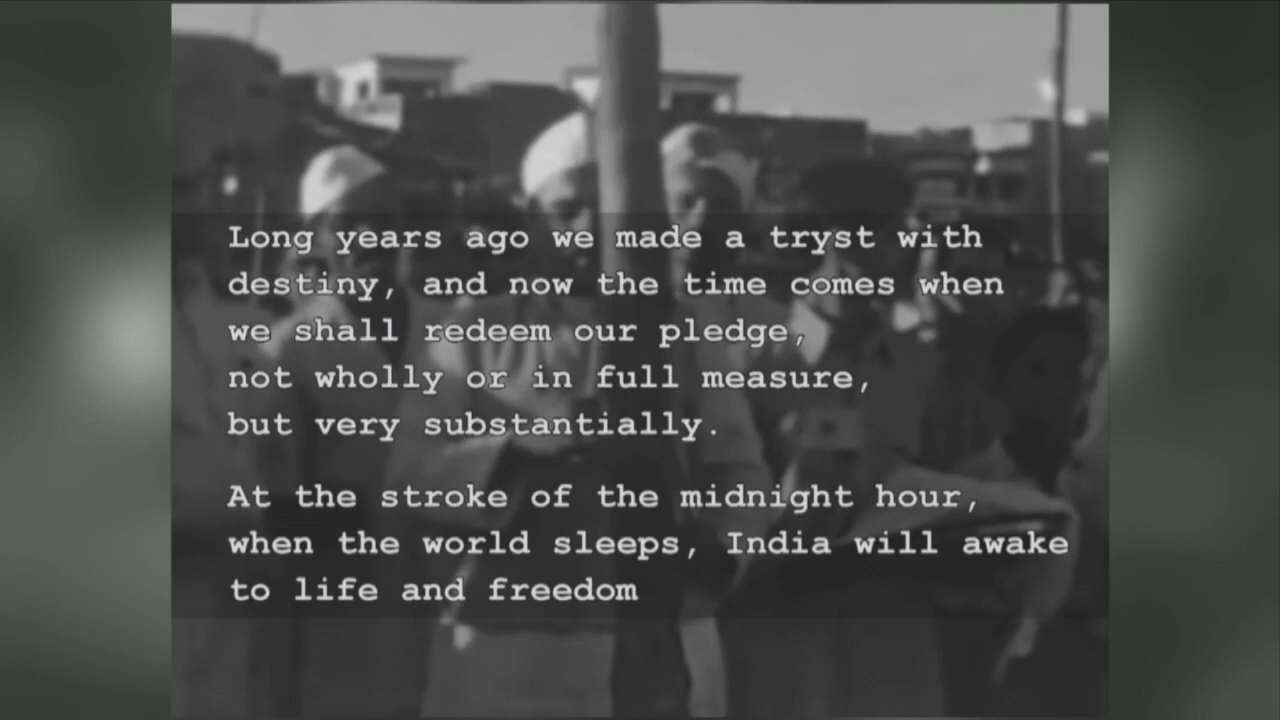 Long years ago we made a tryst with
destiny, and now the time comes when
we shall redeem our pledge,
not wholly or in full measure,
but very substantially.
At the stroke of the midnight hour,
when the world sleeps, India will awake
to life and freedom